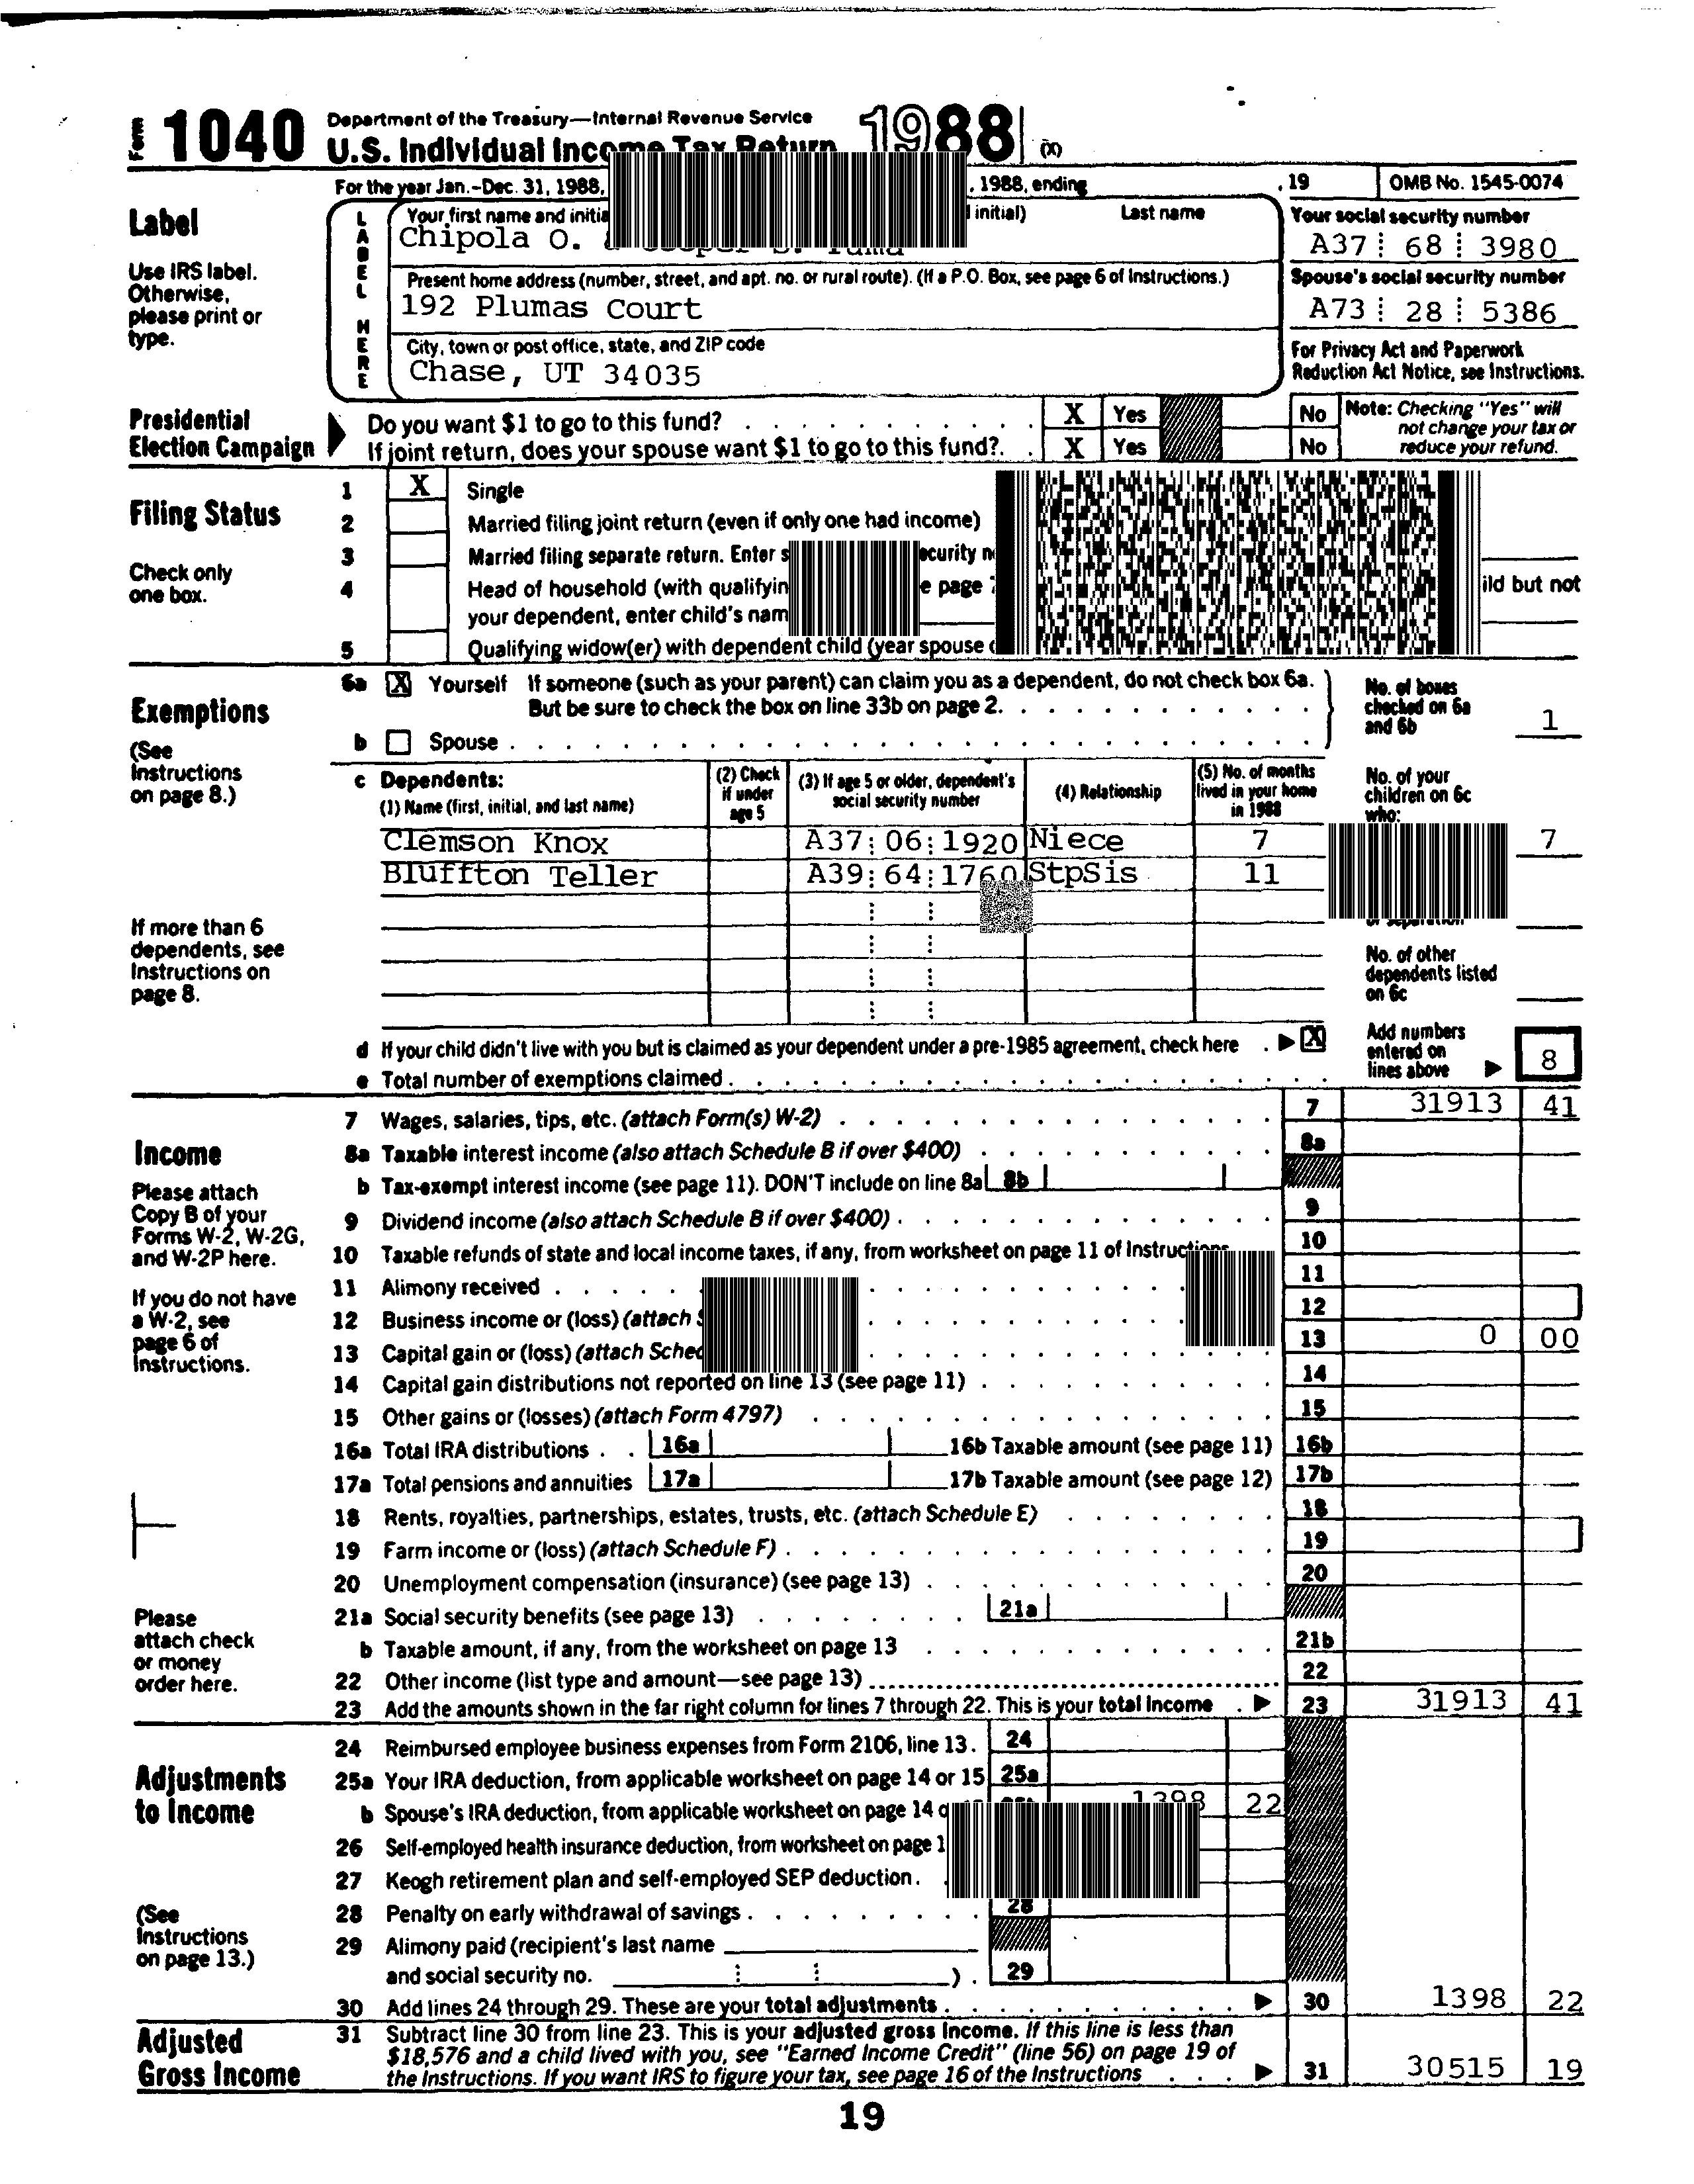 Form 1040 Department of the Treasury—Internal Revenue Service
U.S. Individual Income Tax Return 1988 (X)
For the year Jan.–Dec. 31, 1988, , 1988, ending , 19 OMB No. 1545-0074
Label
Use IRS label.
Otherwise,
please print or
type.
LABEL HERE
Your first name and initial) Last name
Chipola O.
Your social security number
A37 68 3980
Present home address (number, street, and apt. no. or rural route). (If a P.O. Box, see page 6 of Instructions.)
192 Plumas Court
Spouse's social security number
A73 28 5386
City, town or post office, state, and ZIP code
Chase, UT 34035
For Privacy Act and Paperwork
Reduction Act Notice, see Instructions.
Presidential
Election Campaign
Do you want $1 to go to this fund? X Yes No
If joint return, does your spouse want $1 to go to this fund?. X Yes No
Note: Checking "Yes" will
not change your tax or
reduce your refund.
Filing Status
Check only
one box.
1 X Single
2 Married filing joint return (even if only one had income)
3 Married filing separate return. Enter
4 Head of household (with page ild but not
your dependent, enter child's
5 Qualifying widow(er) with dependent child (year spouse
Exemptions
(See
Instructions
on page 8.)
6a X Yourself If someone (such as your parent) can claim you as a dependent, do not check box 6a.
But be sure to check the box on line 33b on page 2.
b Spouse
No. of boxes
checked on 6a
and 6b 1
c Dependents:
(1) Name (first, initial, and last name)
(2) Check
if under
age 5
(3) If age 5 or older, dependent's
social security number
(4) Relationship
(5) No. of months
lived in your home
in 1988
No. of your
children on 6c
who:
Clemson Knox A37 06 1920 Niece 7 7
Bluffton Teller A39 64 1760 StpSis 11
If more than 6
dependents, see
Instructions on
page 8.
No. of other
dependents listed
on 6c
d If your child didn't live with you but is claimed as your dependent under a pre-1985 agreement, check here X
e Total number of exemptions claimed
Add numbers
entered on
lines above 8
Income
Please attach
Copy B of your
Forms W-2, W-2G,
and W-2P here.
If you do not have
a W-2, see
page 6 of
Instructions.
Please
attach check
or money
order here.
7 Wages, salaries, tips, etc. (attach Form(s) W-2) 7 31913 41
8a Taxable interest income (also attach Schedule B if over $400) 8a
b Tax-exempt interest income (see page 11). DON'T include on line 8a 8b
9 Dividend income (also attach Schedule B if over $400) 9
10 Taxable refunds of state and local income taxes, if any, from worksheet on page 11 of Instructions 10
11 Alimony received 11
12 Business income or (loss) (attach 12
13 Capital gain or (loss) (attach 13 0 00
14 Capital gain distributions not reported on line 13 (see page 11) 14
15 Other gains or (losses) (attach Form 4797) 15
16a Total IRA distributions 16a 16b Taxable amount (see page 11) 16b
17a Total pensions and annuities 17a 17b Taxable amount (see page 12) 17b
18 Rents, royalties, partnerships, estates, trusts, etc. (attach Schedule E) 18
19 Farm income or (loss) (attach Schedule F) 19
20 Unemployment compensation (insurance) (see page 13) 20
21a Social security benefits (see page 13) 21a
b Taxable amount, if any, from the worksheet on page 13 21b
22 Other income (list type and amount—see page 13) 22
23 Add the amounts shown in the far right column for lines 7 through 22. This is your total income 23 31913 41
Adjustments
to Income
(See
Instructions
on page 13.)
24 Reimbursed employee business expenses from Form 2106, line 13. 24
25a Your IRA deduction, from applicable worksheet on page 14 or 15 25a
b Spouse's IRA deduction, from applicable worksheet on page 14 1398 22
26 Self-employed health insurance deduction, from worksheet on page
27 Keogh retirement plan and self-employed SEP deduction.
28 Penalty on early withdrawal of savings 28
29 Alimony paid (recipient's last name
and social security no. ) . 29
30 Add lines 24 through 29. These are your total adjustments 30 1398 22
Adjusted
Gross Income
31 Subtract line 30 from line 23. This is your adjusted gross income. If this line is less than
$18,576 and a child lived with you, see "Earned Income Credit" (line 56) on page 19 of
the Instructions. If you want IRS to figure your tax, see page 16 of the Instructions 31 30515 19
19